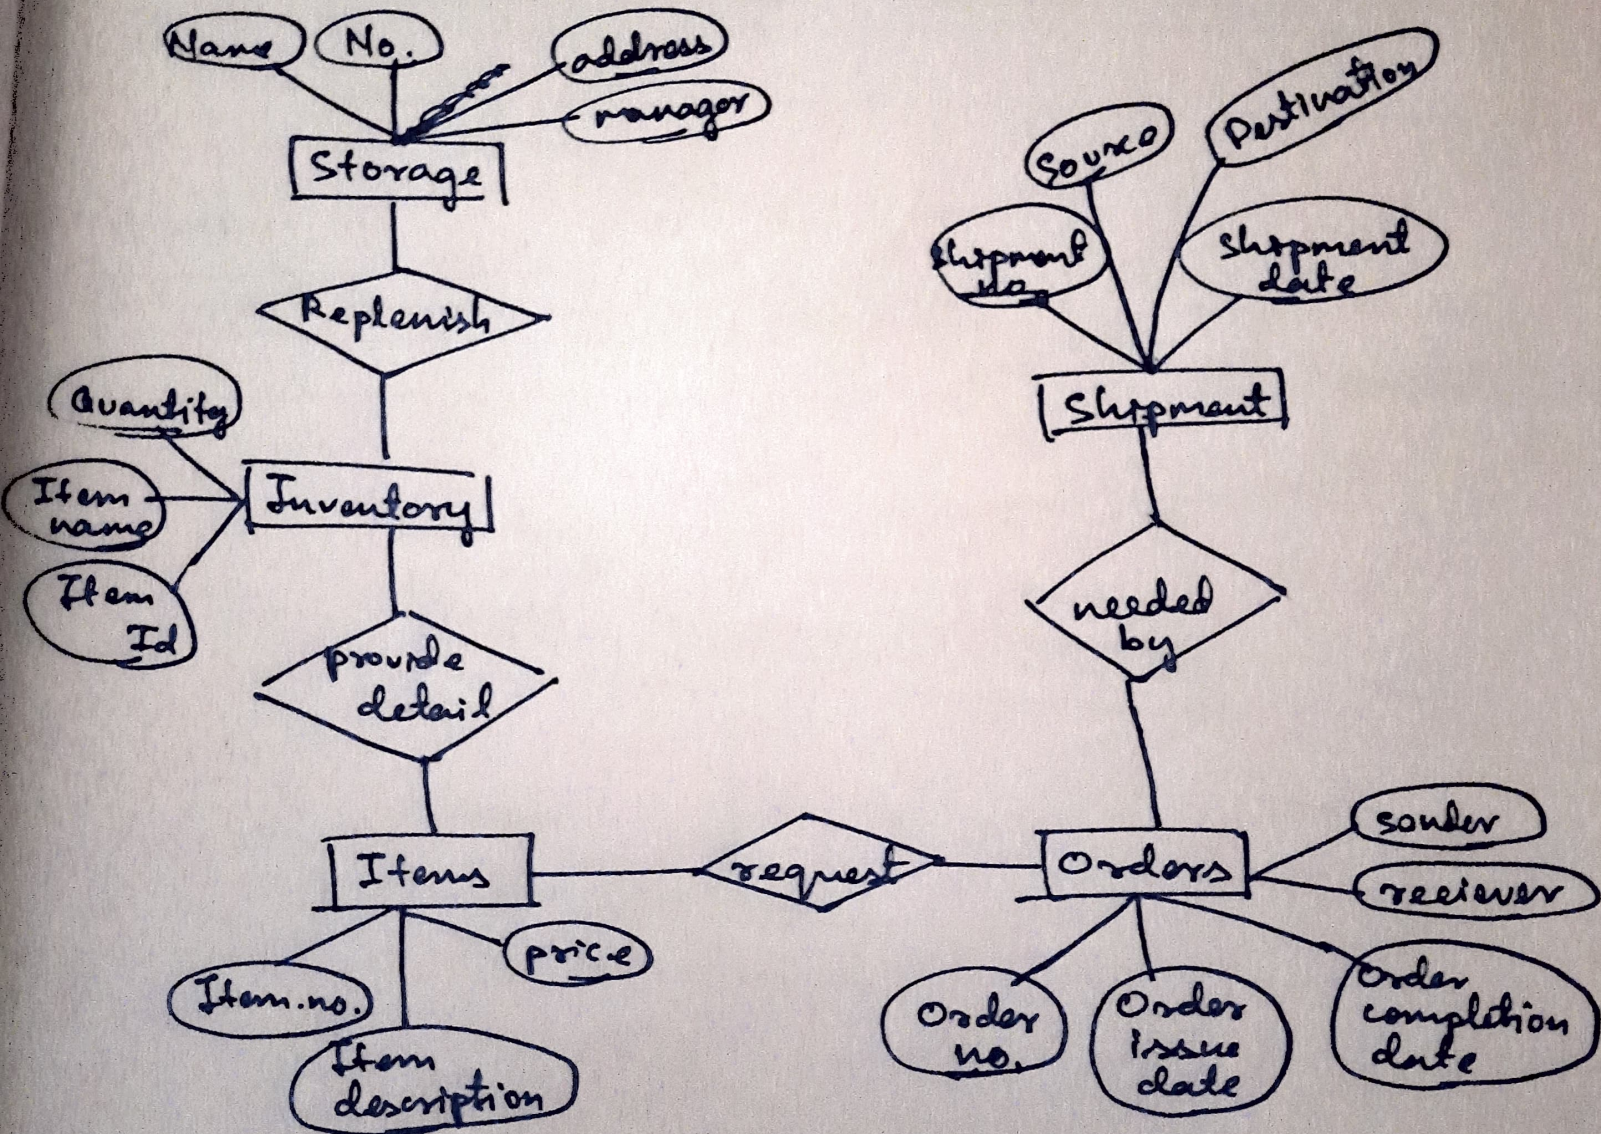 Name
No.
address
manager
Storage
Source
Destination
Shipment
no.
Shipment
date
Replenish
Shipment
Quantity
Item
name
Inventory
Item
Id
needed
by
provide
detail
Items
request
Orders
sender
reciever
price
Item.no.
Item
description
Order
no.
Order
issue
date
Order
completion
date